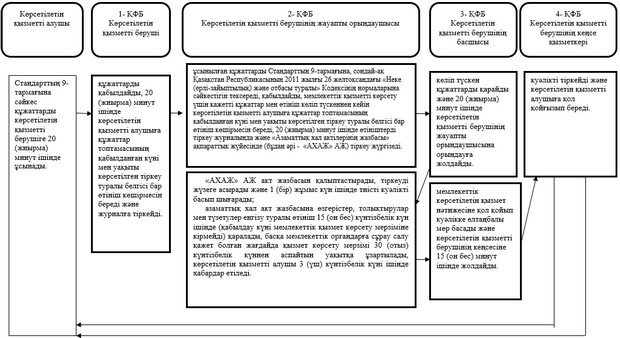 Көрсетілетін
қызметті алушы
1- ҚФБ
Көрсетілетін
қызметті беруші
2- ҚФБ
Көрсетілетін қызметті берушінің жауапты орындаушысы
3- ҚФБ
Көрсетілетін
қызметті
берушінің
басшысы
4- ҚФБ
Көрсетілетін қызметті
берушінің кеңсе
қызметкері
Стандарттың 9-
тармағына
сәйкес
құжаттарды
көрсетілетін
қызметті
берушіге 20
(жиырма)
минут ішінде
ұсынады.
құжаттарды
қабылдайды, 20
(жиырма) минут
ішінде
көрсетілетін
қызметті алушыға
құжаттар
топтамасының
қабылданған күні
мен уақыты
көрсетілген тіркеу
туралы белгісі бар
өтініш көшірмесін
береді және
журналға тіркейді.
ұсынылған құжаттарды Стандарттың 9-тармағына, сондай-ақ
Қазақстан Республикасының 2011 жылғы 26 желтоқсандағы «Неке
(ерлі-зайыптылық) және отбасы туралы» Кодексінің нормаларына
сәйкестігін тексереді, қабылдайды, мемлекеттік қызметті көрсету
үшін қажетті құжаттар мен өтініш келіп түскеннен кейін
көрсетілетін қызметті алушыға құжаттар топтамасының
қабылданған күні мен уақыты көрсетілген тіркеу туралы белгісі бар
өтініш көшірмесін береді, 20 (жиырма) минут ішінде өтініштерді
тіркеу журналында және «Азаматтық хал актілерінің жазбасы»
ақпараттық жүйесінде (бұдан әрі - «АХАЖ» АЖ) тіркеу жүргізеді.
«АХАЖ» АЖ акт жазбасын қалыптастырады, тіркеуді
жүзеге асырады және 1 (бір) жұмыс күн ішінде тиісті куәлікті
басып шығарады;
азаматтық хал акт жазбасына өзгерістер, толықтырулар
мен түзетулер енгізу туралы өтініш 15 (он бес) күнтізбелік күн
ішінде (қабылдау күні мемлекеттік қызмет көрсету мерзіміне
кірмейді) қаралады, басқа мемлекеттік органдарға сұрау салу
қажет болған жағдайда қызмет көрсету мерзімі 30 (отыз)
күнтізбелік күннен аспайтын уақытқа ұзартылады,
көрсетілетін қызметті алушы 3 (үш) күнтізбелік күні ішінде
хабардар етіледі.
келіп түскен
құжаттарды қарайды
және 20 (жиырма)
минут ішінде
көрсетілетін
қызметті берушінің
жауапты
орындаушысына
орындауға
жолдайды.
мемлекеттік
көрсетілетін қызмет
нәтижесіне қол қойып
куәлікке елтаңбалы
мөр басады және
көрсетілетін қызметті
берушінің кеңсесіне
15 (он бес) минут
ішінде жолдайды.
куәлікті тіркейді және
көрсетілетін қызметті
алушыға қол
қойғызып береді.